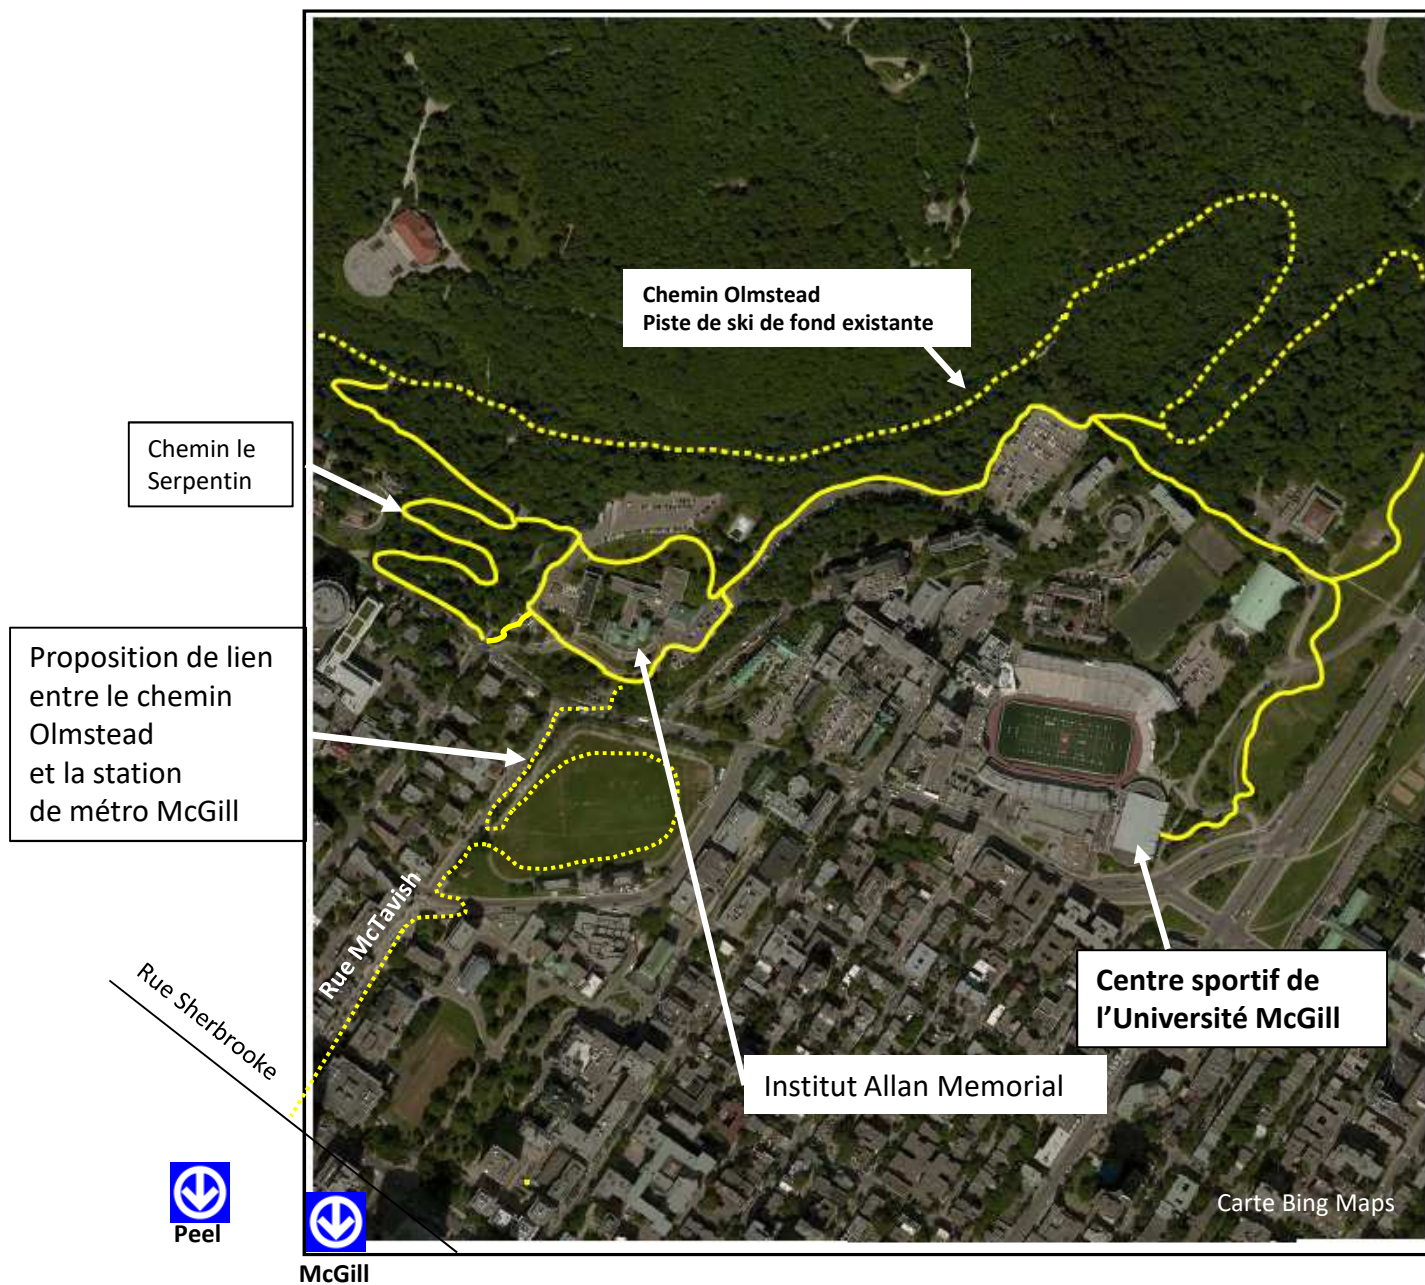 Chemin Olmstead
Piste de ski de fond existante
Chemin le
Serpentin
Proposition de lien
entre le chemin
Olmstead
et la station
de métro McGill
Rue McTavish
Rue Sherbrooke
Centre sportif de
l’Université McGill
Institut Allan Memorial
Carte Bing Maps
Peel
McGill